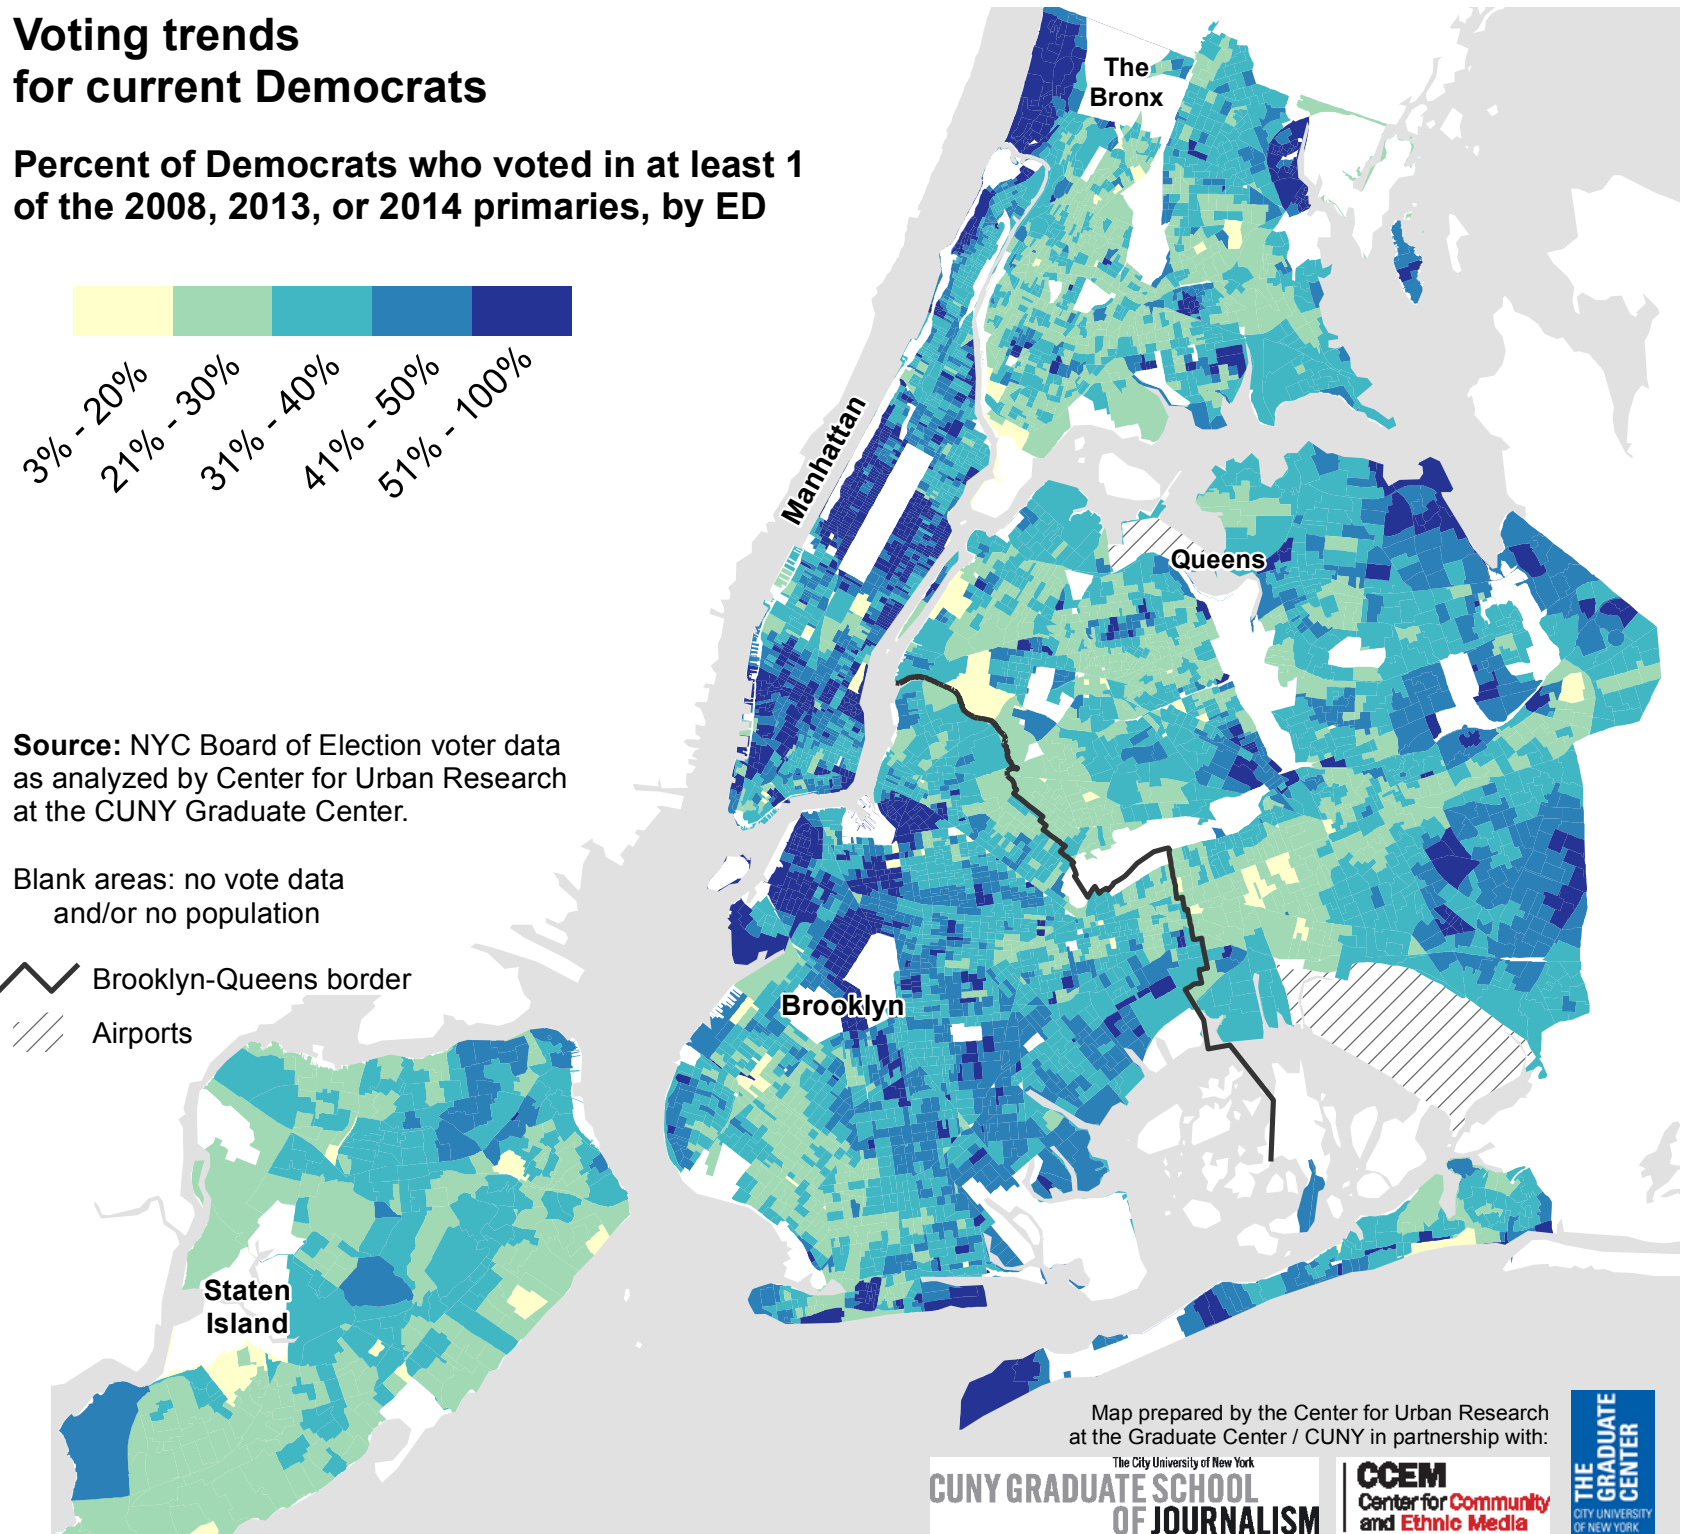 Voting trends
for current Democrats
Percent of Democrats who voted in at least 1
of the 2008, 2013, or 2014 primaries, by ED
3% - 20%
21% - 30%
31% - 40%
41% - 50%
51% - 100%
The
Bronx
Manhattan
Queens
Source: NYC Board of Election voter data
as analyzed by Center for Urban Research
at the CUNY Graduate Center.
Blank areas: no vote data
and/or no population
Brooklyn-Queens border
Airports
Brooklyn
Staten
Island
Map prepared by the Center for Urban Research
at the Graduate Center / CUNY in partnership with:
The City University of New York
CUNY GRADUATE SCHOOL
OF JOURNALISM
CCEM
Center for Community
and Ethnic Media
THE
GRADUATE
CENTER
CITY UNIVERSITY
OF NEW YORK